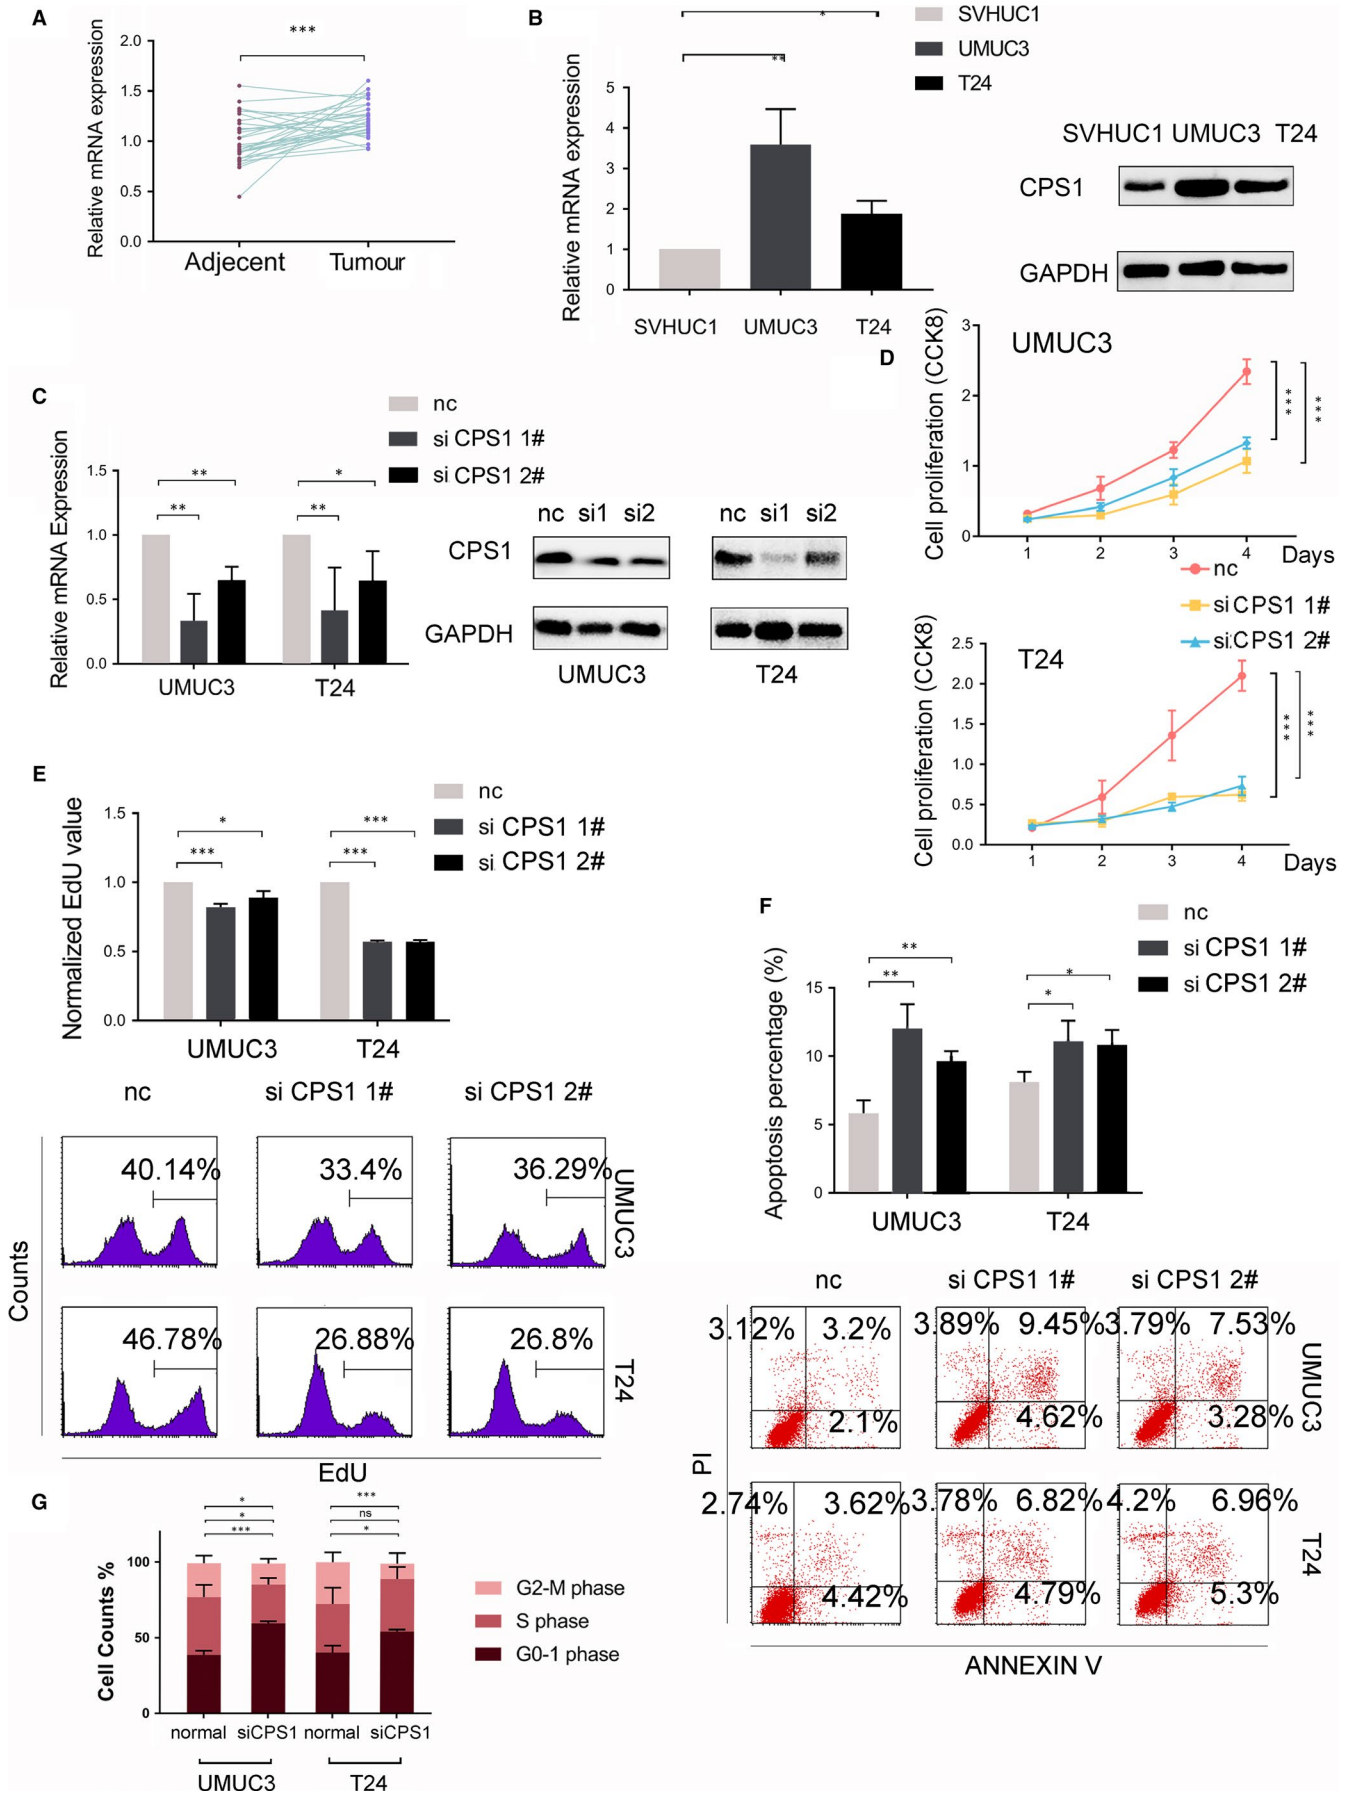 A
***
Relative mRNA expression
2.0
1.5
1.0
0.5
0.0
Adjecent Tumour
B
*
**
SVHUC1
UMUC3
T24
Relative mRNA expression
5
4
3
2
1
0
SVHUC1 UMUC3 T24
SVHUC1 UMUC3 T24
CPS1
GAPDH
C
nc
si CPS1 1#
si CPS1 2#
Relative mRNA Expression
1.5
1.0
0.5
0.0
** ** * **
UMUC3 T24
nc si1 si2 nc si1 si2
CPS1
GAPDH
UMUC3 T24
D
Cell proliferation (CCK8)
UMUC3
3
2
1
0
*** ***
1 2 3 4 Days
nc
si CPS1 1#
si CPS1 2#
Cell proliferation (CCK8)
T24
2.5
2.0
1.5
1.0
0.5
0.0
*** ***
1 2 3 4 Days
E
nc
si CPS1 1#
si CPS1 2#
Normalized EdU value
1.5
1.0
0.5
0.0
* *** *** ***
UMUC3 T24
nc si CPS1 1# si CPS1 2#
40.14% 33.4% 36.29% UMUC3
46.78% 26.88% 26.8% T24
Counts
EdU
F
nc
si CPS1 1#
si CPS1 2#
Apoptosis percentage (%)
15
10
5
0
** ** * *
UMUC3 T24
nc si CPS1 1# si CPS1 2#
3.12% 3.2% 3.89% 9.45% 3.79% 7.53%
2.1% 4.62% 3.28%
UMUC3
2.74% 3.62% 3.78% 6.82% 4.2% 6.96%
4.42% 4.79% 5.3%
T24
PI
ANNEXIN V
G
* ***
* ns
*** *
Cell Counts %
100
50
0
G2-M phase
S phase
G0-1 phase
normal siCPS1 normal siCPS1
UMUC3 T24